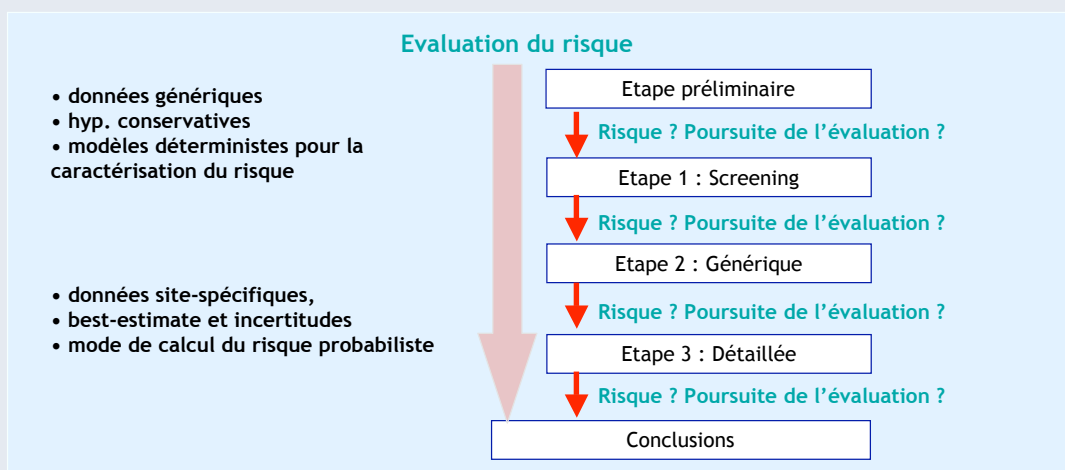 Evaluation du risque
• données génériques
• hyp. conservatives
• modèles déterministes pour la
caractérisation du risque
• données site-spécifiques,
• best-estimate et incertitudes
• mode de calcul du risque probabiliste
Etape préliminaire
Risque ? Poursuite de l’évaluation ?
Etape 1 : Screening
Risque ? Poursuite de l’évaluation ?
Etape 2 : Générique
Risque ? Poursuite de l’évaluation ?
Etape 3 : Détaillée
Risque ? Poursuite de l’évaluation ?
Conclusions